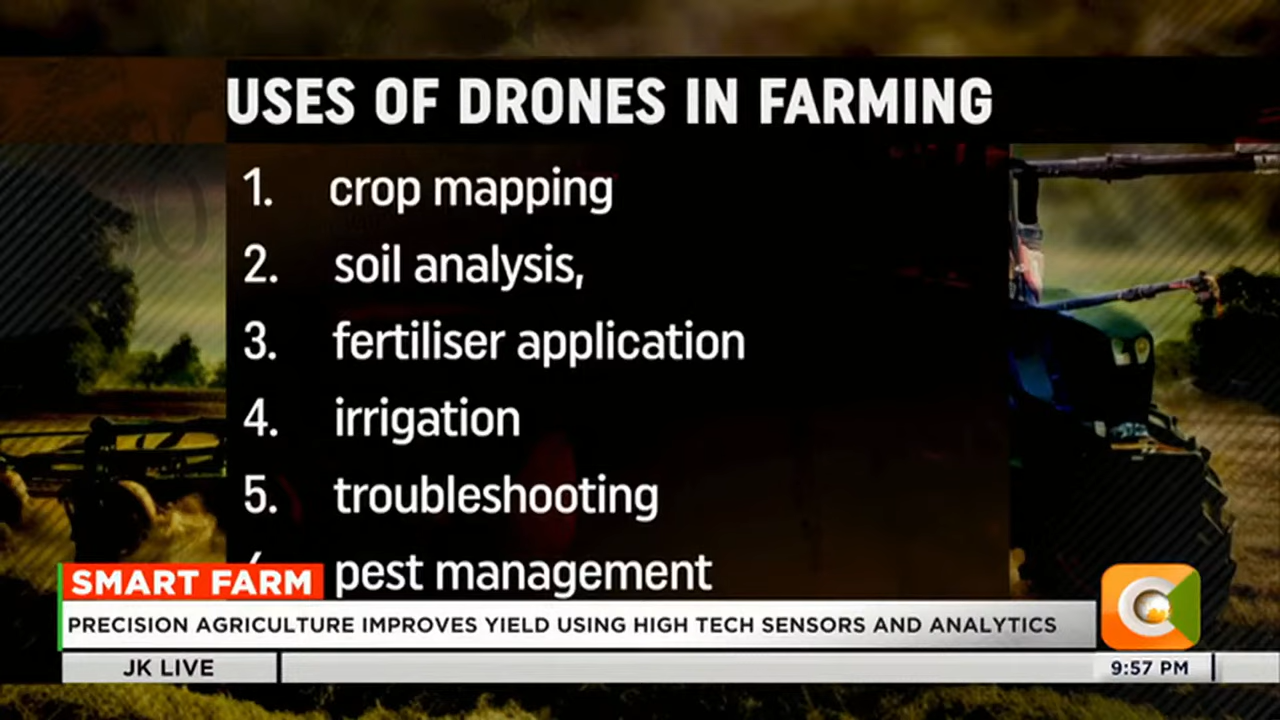 USES OF DRONES IN FARMING
1. crop mapping
2. soil analysis,
3. fertiliser application
4. irrigation
5. troubleshooting
pest management
SMART FARM
PRECISION AGRICULTURE IMPROVES YIELD USING HIGH TECH SENSORS AND ANALYTICS
JK LIVE
9:57 PM